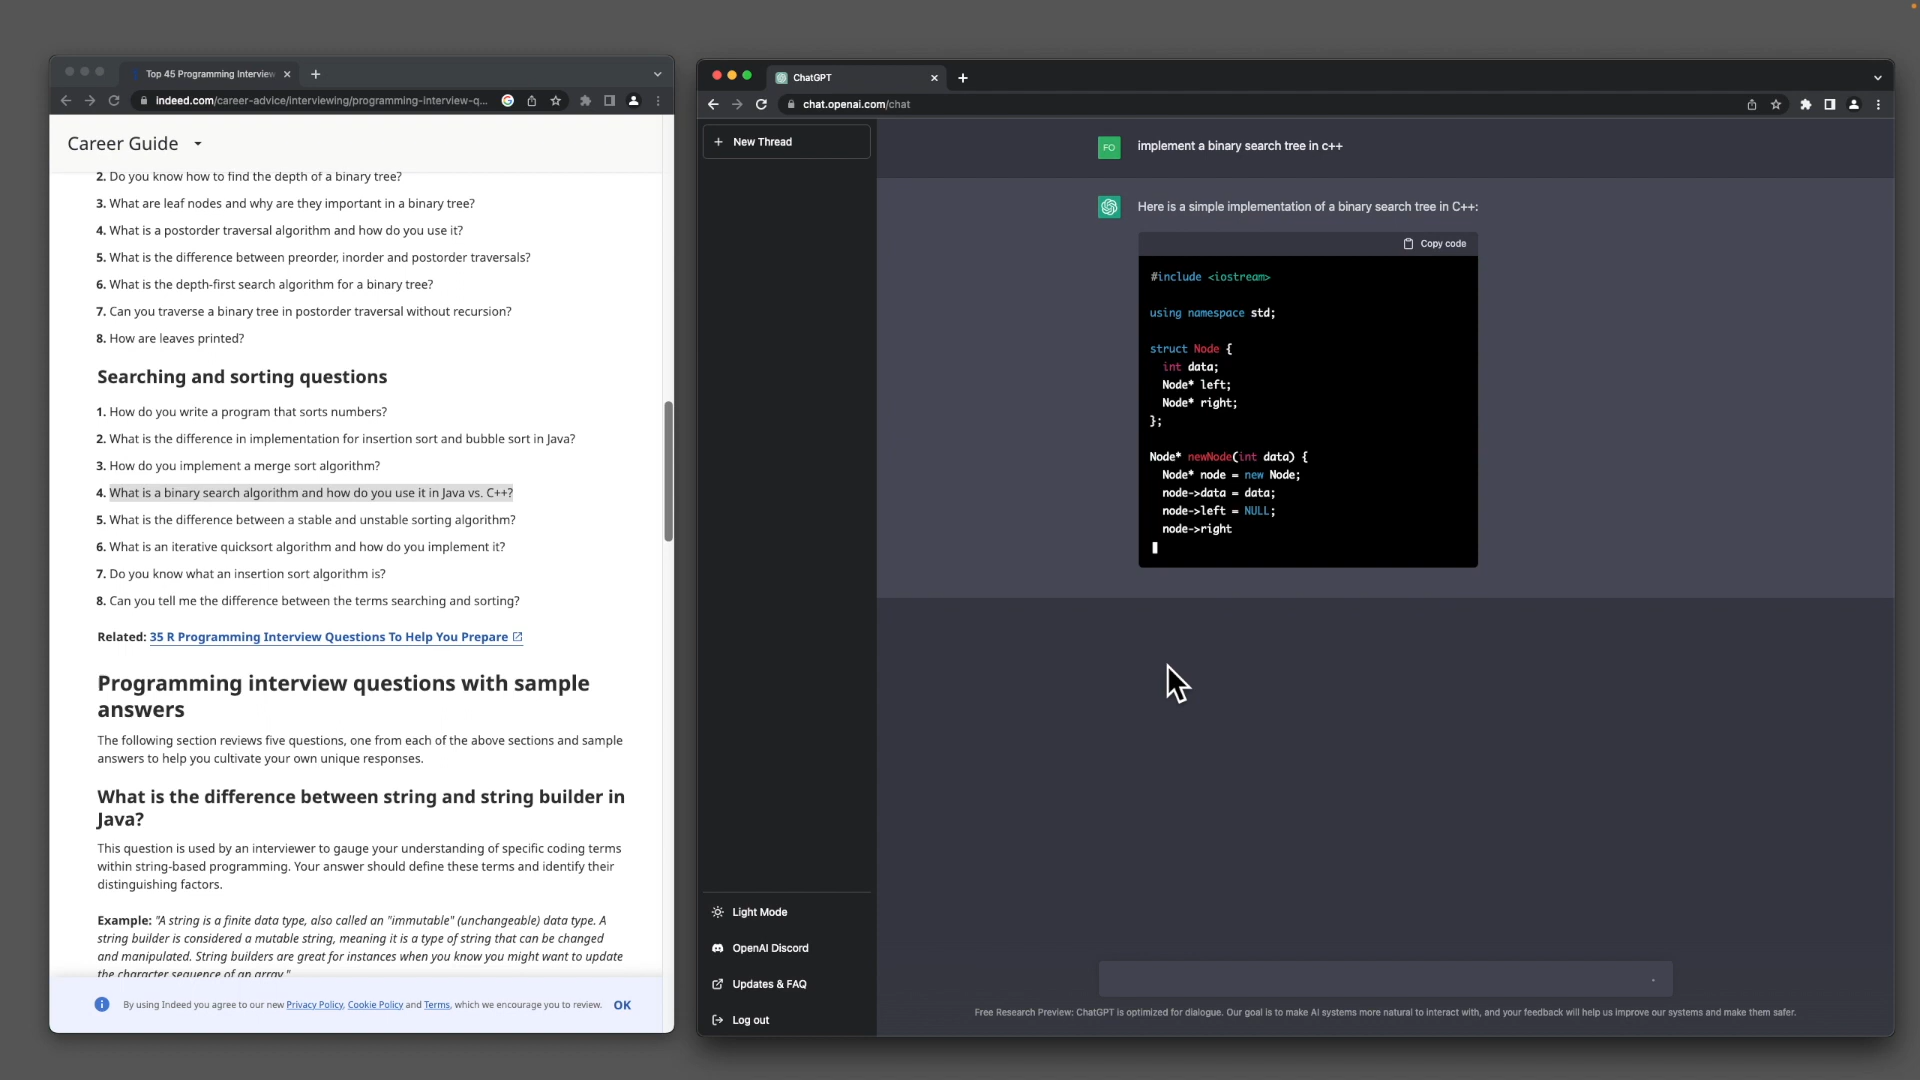 Top 45 Programming Interview
indeed.com/career-advice/interviewing/programming-interview-q...
Career Guide
2. Do you know how to find the depth of a binary tree?
3. What are leaf nodes and why are they important in a binary tree?
4. What is a postorder traversal algorithm and how do you use it?
5. What is the difference between preorder, inorder and postorder traversals?
6. What is the depth-first search algorithm for a binary tree?
7. Can you traverse a binary tree in postorder traversal without recursion?
8. How are leaves printed?
Searching and sorting questions
1. How do you write a program that sorts numbers?
2. What is the difference in implementation for insertion sort and bubble sort in Java?
3. How do you implement a merge sort algorithm?
4. What is a binary search algorithm and how do you use it in Java vs. C++?
5. What is the difference between a stable and unstable sorting algorithm?
6. What is an iterative quicksort algorithm and how do you implement it?
7. Do you know what an insertion sort algorithm is?
8. Can you tell me the difference between the terms searching and sorting?
Related: 35 R Programming Interview Questions To Help You Prepare
Programming interview questions with sample
answers
The following section reviews five questions, one from each of the above sections and sample
answers to help you cultivate your own unique responses.
What is the difference between string and string builder in
Java?
This question is used by an interviewer to gauge your understanding of specific coding terms
within string-based programming. Your answer should define these terms and identify their
distinguishing factors.
Example: "A string is a finite data type, also called an "immutable" (unchangeable) data type. A
string builder is considered a mutable string, meaning it is a type of string that can be changed
and manipulated. String builders are great for instances when you know you might want to update
the character sequence of an array."
By using Indeed you agree to our new Privacy Policy, Cookie Policy and Terms, which we encourage you to review. OK
ChatGPT
chat.openai.com/chat
New Thread
Light Mode
OpenAI Discord
Updates & FAQ
Log out
FO
implement a binary search tree in c++
Here is a simple implementation of a binary search tree in C++:
Copy code
#include <iostream>
using namespace std;
struct Node {
int data;
Node* left;
Node* right;
};
Node* newNode(int data) {
Node* node = new Node;
node->data = data;
node->left = NULL;
node->right
Free Research Preview: ChatGPT is optimized for dialogue. Our goal is to make AI systems more natural to interact with, and your feedback will help us improve our systems and make them safer.